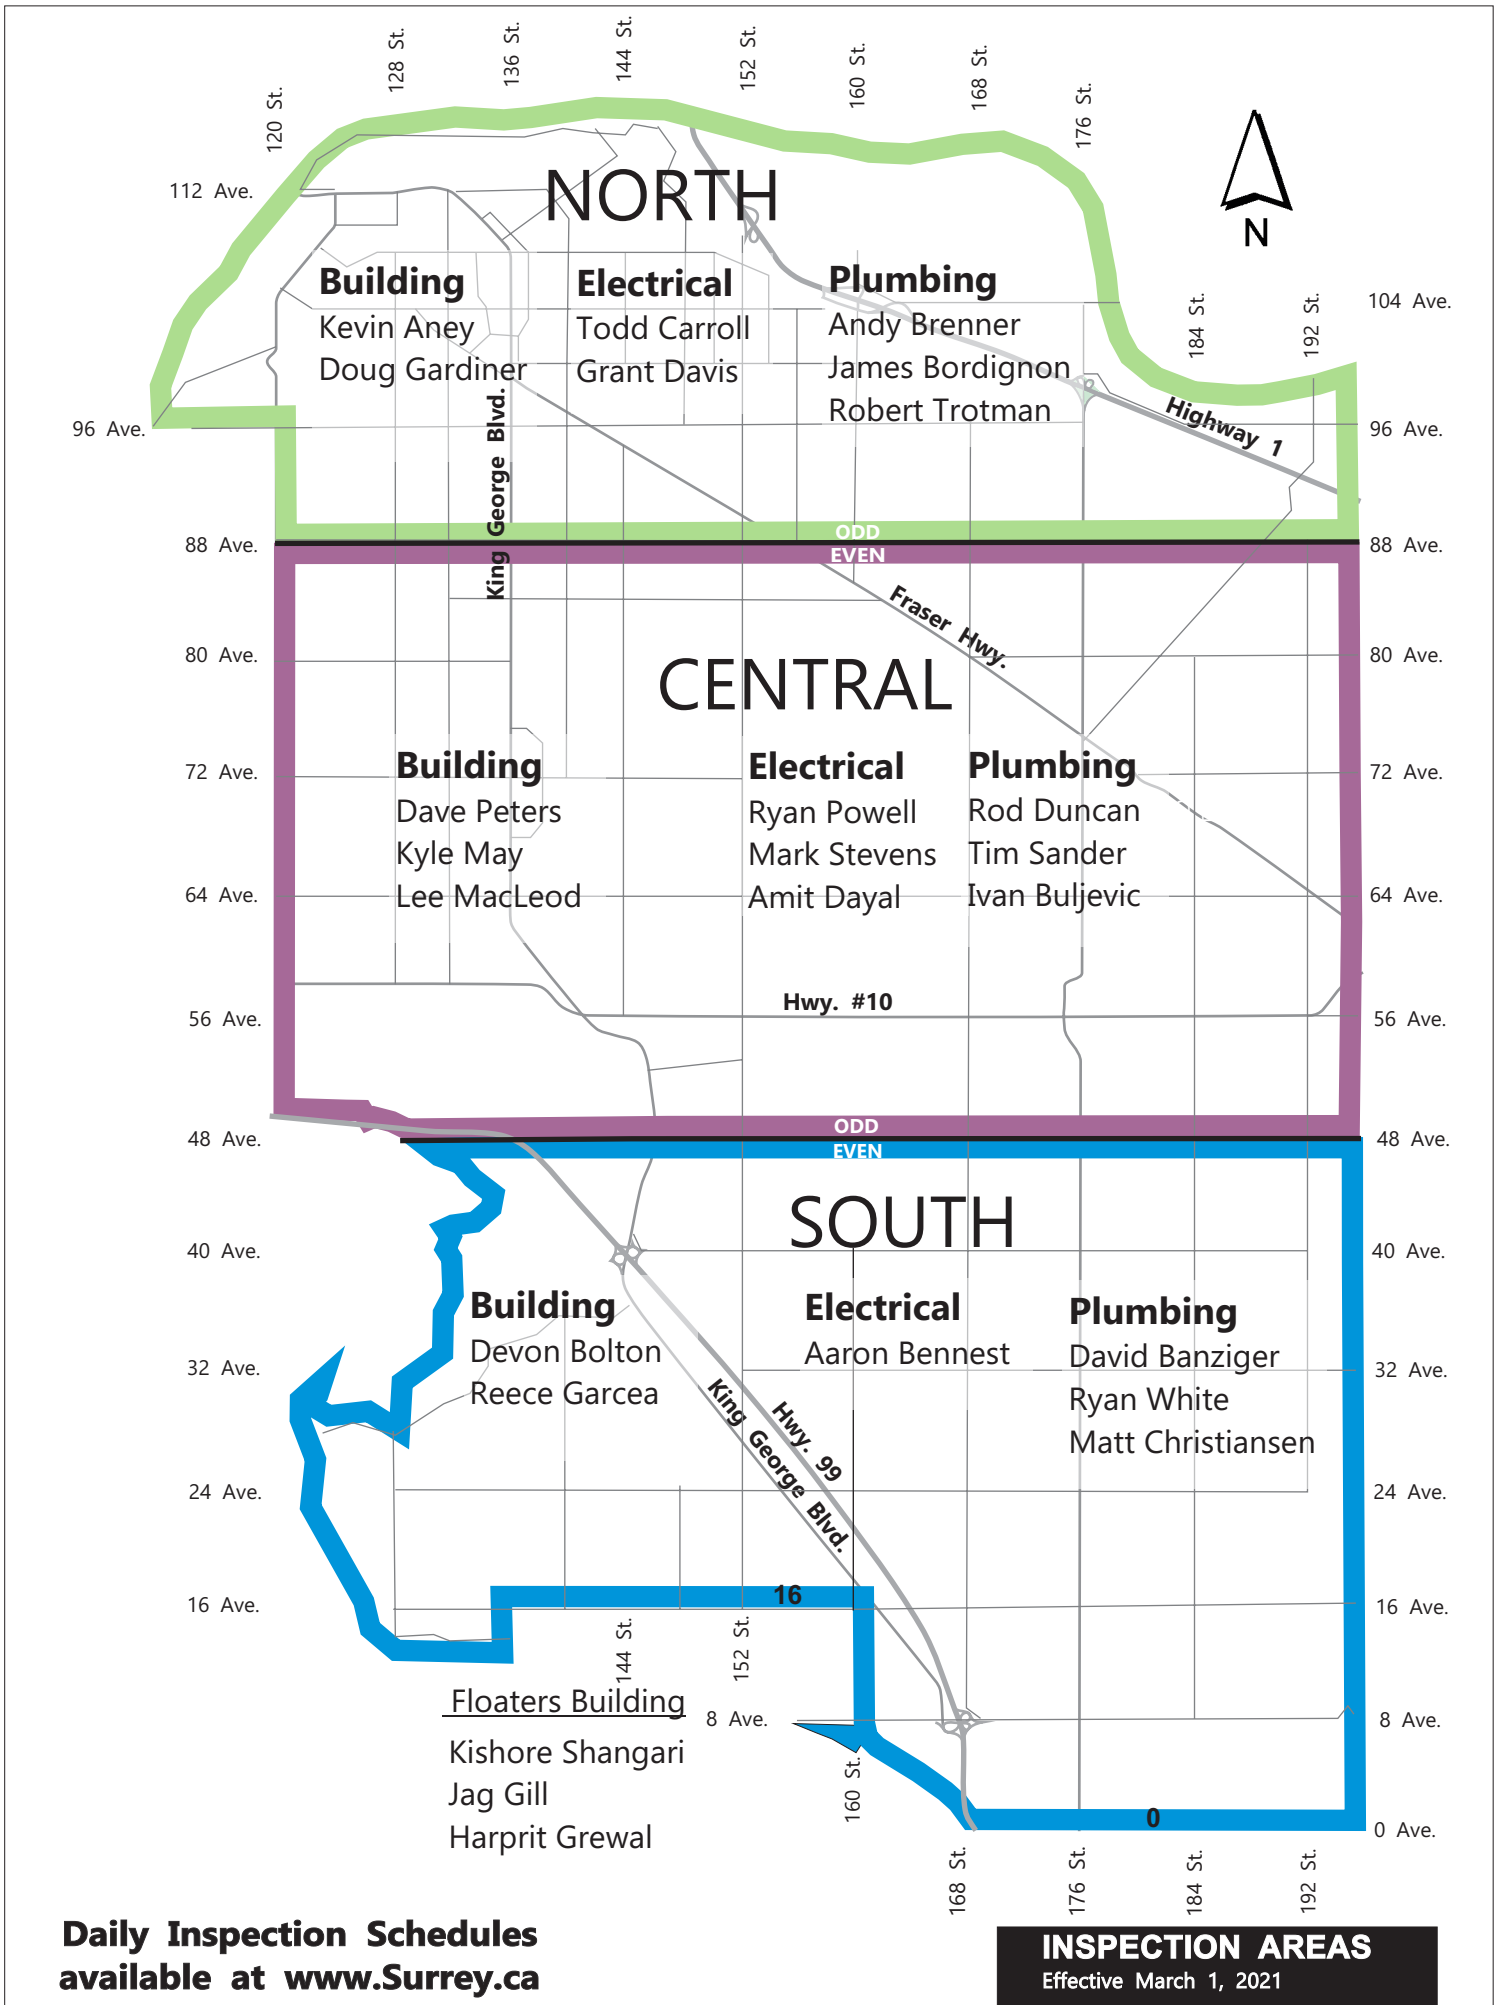 120 St.
128 St.
136 St.
144 St.
152 St.
160 St.
168 St.
176 St.
112 Ave.
NORTH
N
Building
Kevin Aney
Doug Gardiner
Electrical
Todd Carroll
Grant Davis
Plumbing
Andy Brenner
James Bordignon
Robert Trotman
184 St.
192 St.
104 Ave.
96 Ave.
King George Blvd.
Highway 1
96 Ave.
88 Ave.
ODD
EVEN
88 Ave.
Fraser Hwy.
80 Ave.
CENTRAL
80 Ave.
72 Ave.
Building
Dave Peters
Kyle May
Lee MacLeod
Electrical
Ryan Powell
Mark Stevens
Amit Dayal
Plumbing
Rod Duncan
Tim Sander
Ivan Buljevic
72 Ave.
64 Ave.
64 Ave.
Hwy. #10
56 Ave.
56 Ave.
48 Ave.
ODD
EVEN
48 Ave.
SOUTH
40 Ave.
40 Ave.
Building
Devon Bolton
Reece Garcea
Electrical
Aaron Bennest
Plumbing
David Banziger
Ryan White
Matt Christiansen
32 Ave.
32 Ave.
King George Blvd.
Hwy. 99
24 Ave.
24 Ave.
16 Ave.
16
16 Ave.
144 St.
152 St.
Floaters Building
Kishore Shangari
Jag Gill
Harprit Grewal
8 Ave.
8 Ave.
160 St.
0
0 Ave.
168 St.
176 St.
184 St.
192 St.
Daily Inspection Schedules
available at www.Surrey.ca
INSPECTION AREAS
Effective March 1, 2021